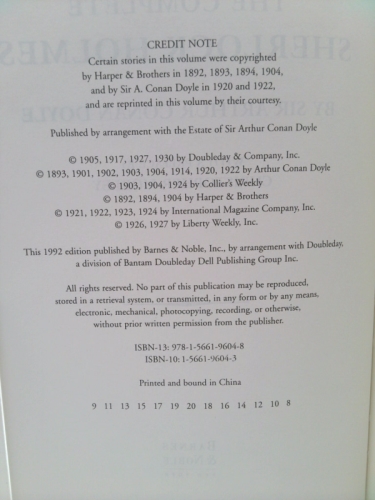 CREDIT NOTE
Certain stories in this volume were copyrighted
by Harper & Brothers in 1892, 1893, 1894, 1904,
and by Sir A. Conan Doyle in 1920 and 1922,
and are reprinted in this volume by their courtesy.
Published by arrangement with the Estate of Sir Arthur Conan Doyle
© 1905, 1917, 1927, 1930 by Doubleday & Company, Inc.
© 1893, 1901, 1902, 1903, 1904, 1914, 1920, 1922 by Arthur Conan Doyle
© 1903, 1904, 1924 by Collier's Weekly
© 1892, 1894, 1904 by Harper & Brothers
© 1921, 1922, 1923, 1924 by International Magazine Company, Inc.
© 1926, 1927 by Liberty Weekly, Inc.
This 1992 edition published by Barnes & Noble, Inc., by arrangement with Doubleday,
a division of Bantam Doubleday Dell Publishing Group Inc.
All rights reserved. No part of this publication may be reproduced,
stored in a retrieval system, or transmitted, in any form or by any means,
electronic, mechanical, photocopying, recording, or otherwise,
without prior written permission from the publisher.
ISBN-13: 978-1-5661-9604-8
ISBN-10: 1-5661-9604-3
Printed and bound in China
9 11 13 15 17 19 20 18 16 14 12 10 8